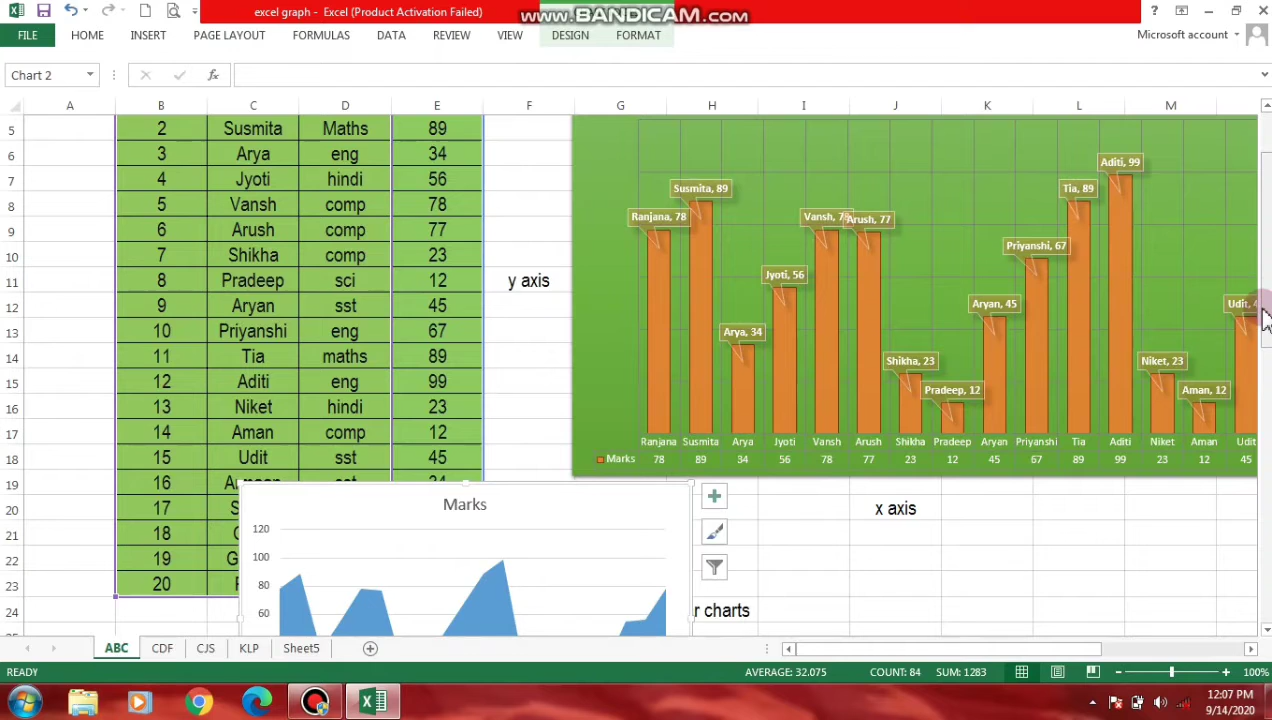 excel graph - Excel (Product Activation Failed)
www.BANDICAM.com
FILE HOME INSERT PAGE LAYOUT FORMULAS DATA REVIEW VIEW DESIGN FORMAT Microsoft account
Chart 2 fx
A B C D E F G H I J K L M
5 2 Susmita Maths 89
6 3 Arya eng 34
7 4 Jyoti hindi 56
8 5 Vansh comp 78
9 6 Arush comp 77
10 7 Shikha comp 23
11 8 Pradeep sci 12 y axis
12 9 Aryan sst 45
13 10 Priyanshi eng 67
14 11 Tia maths 89
15 12 Aditi eng 99
16 13 Niket hindi 23
17 14 Aman comp 12
18 15 Udit sst 45
19 16
20 17 x axis
21 18
22 19
23 20
24 charts
Aditi, 99
Susmita, 89 Tia, 89
Ranjana, 78 Vansh, 78 Arush, 77
Priyanshi, 67
Jyoti, 56
Aryan, 45 Udit,
Arya, 34
Shikha, 23 Niket, 23
Pradeep, 12 Aman, 12
Ranjana Susmita Arya Jyoti Vansh Arush Shikha Pradeep Aryan Priyanshi Tia Aditi Niket Aman Udit
Marks 78 89 34 56 78 77 23 12 45 67 89 99 23 12 45
Marks
120
100
80
60
ABC CDF CJS KLP Sheet5
READY AVERAGE: 32.075 COUNT: 84 SUM: 1283 100%
12:07 PM
9/14/2020